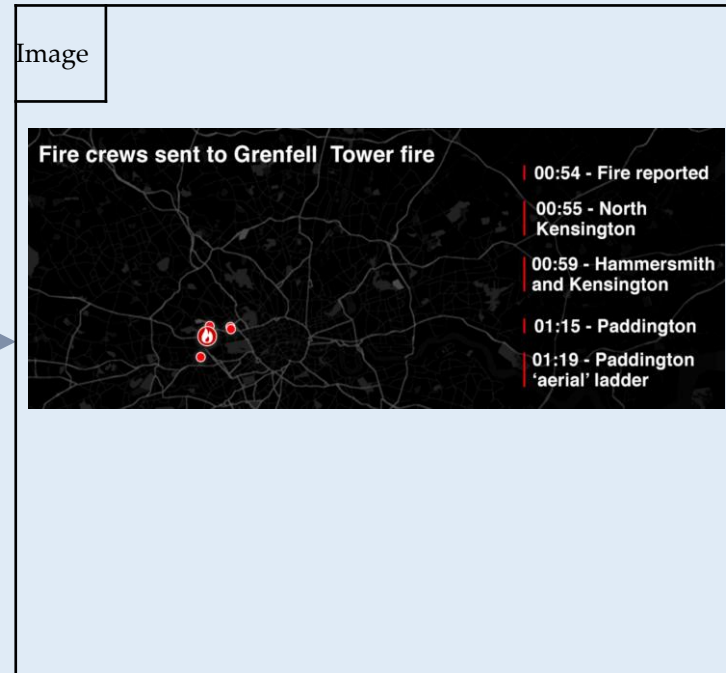 Image
Fire crews sent to Grenfell Tower fire
00:54 - Fire reported
00:55 - North
Kensington
00:59 - Hammersmith
and Kensington
01:15 - Paddington
01:19 - Paddington
‘aerial’ ladder